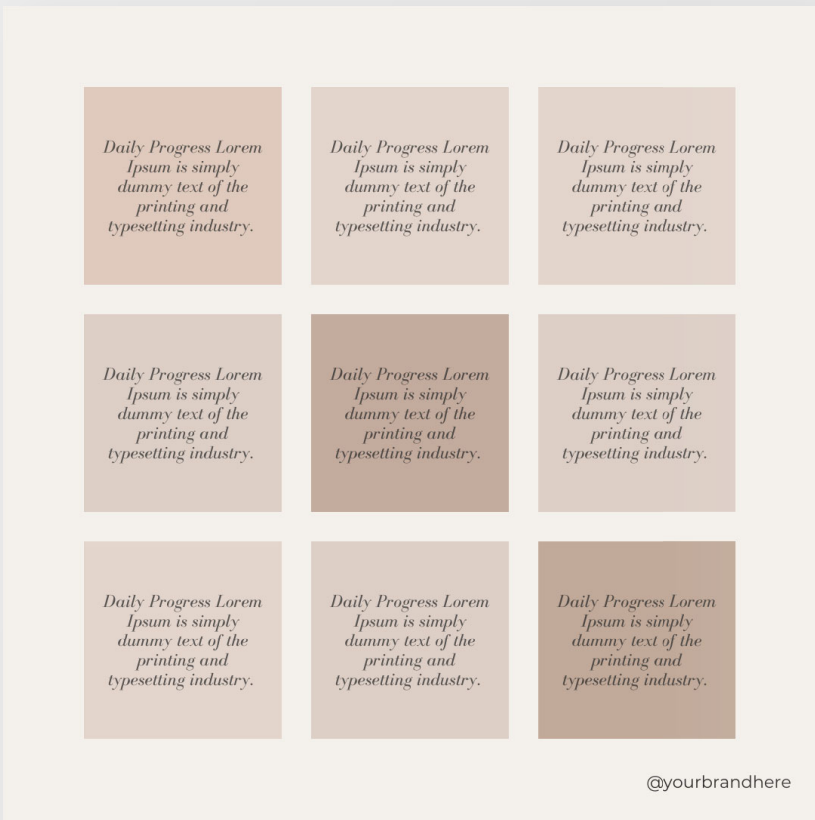 Daily Progress Lorem
Ipsum is simply
dummy text of the
printing and
typesetting industry.
Daily Progress Lorem
Ipsum is simply
dummy text of the
printing and
typesetting industry.
Daily Progress Lorem
Ipsum is simply
dummy text of the
printing and
typesetting industry.
Daily Progress Lorem
Ipsum is simply
dummy text of the
printing and
typesetting industry.
Daily Progress Lorem
Ipsum is simply
dummy text of the
printing and
typesetting industry.
Daily Progress Lorem
Ipsum is simply
dummy text of the
printing and
typesetting industry.
Daily Progress Lorem
Ipsum is simply
dummy text of the
printing and
typesetting industry.
Daily Progress Lorem
Ipsum is simply
dummy text of the
printing and
typesetting industry.
Daily Progress Lorem
Ipsum is simply
dummy text of the
printing and
typesetting industry.
@yourbrandhere